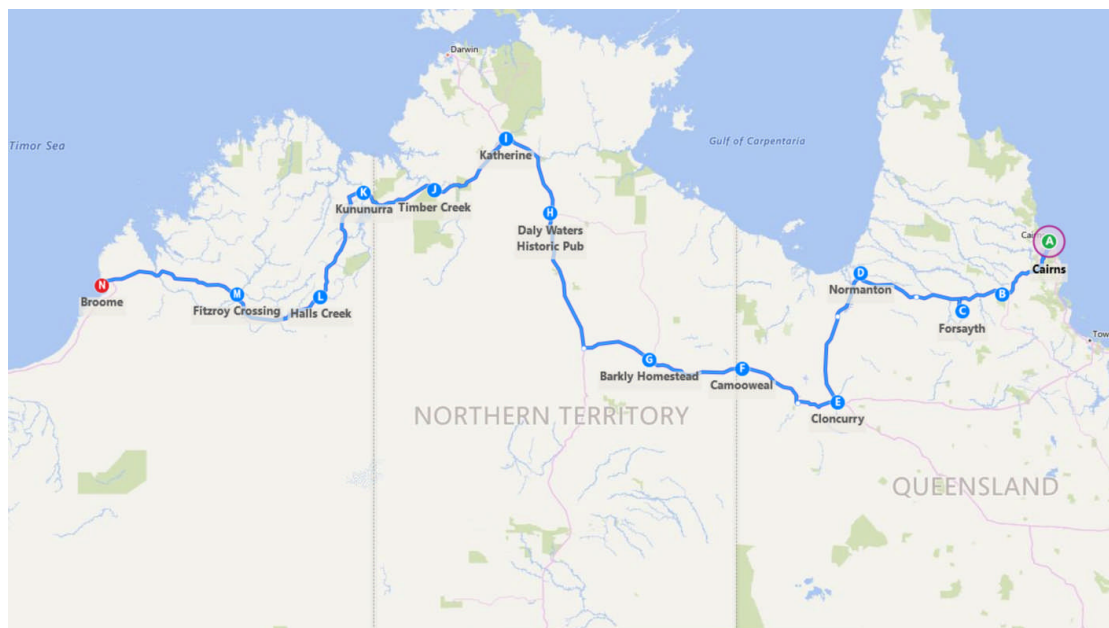 Darwin
Timor Sea
I
Katherine
Gulf of Carpentaria
K
Kununurra
J
Timber Creek
H
Daly Waters
Historic Pub
A
Cairns
N
Broome
M
Fitzroy Crossing
L
Halls Creek
D
Normanton
B
C
Forsayth
G
Barkly Homestead
F
Camooweal
E
Cloncurry
NORTHERN TERRITORY
QUEENSLAND